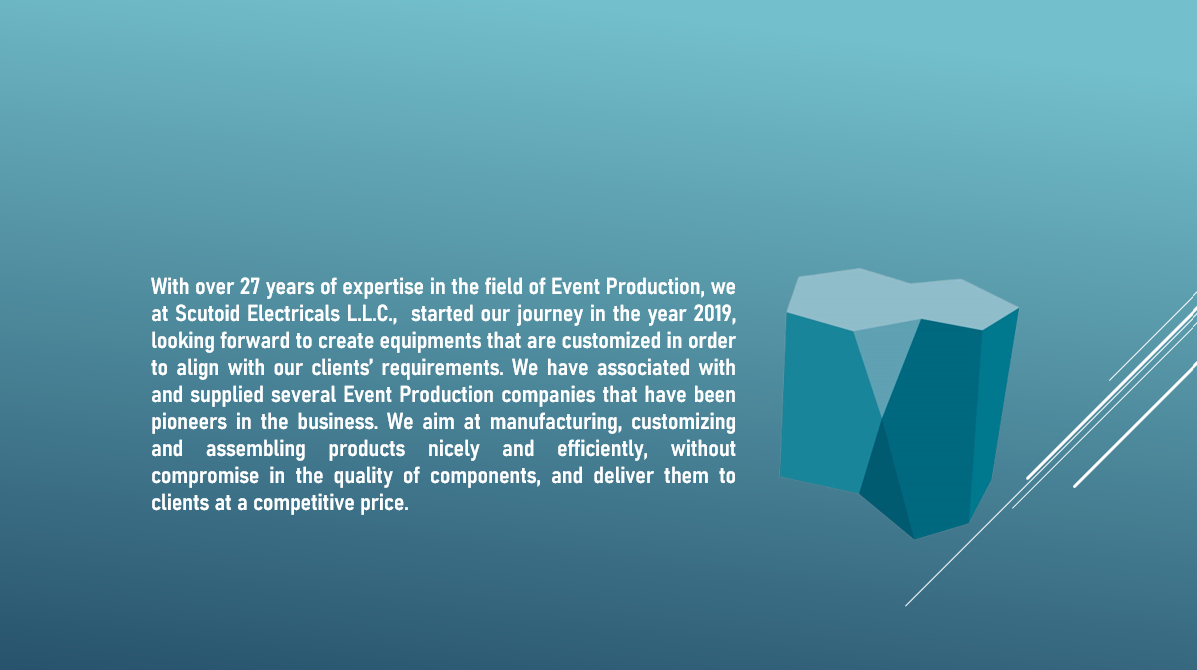 With over 27 years of expertise in the field of Event Production, we
at Scutoid Electricals L.L.C.,  started our journey in the year 2019,
looking forward to create equipments that are customized in order
to align with our clients’ requirements. We have associated with
and supplied several Event Production companies that have been
pioneers in the business. We aim at manufacturing, customizing
and assembling products nicely and efficiently, without
compromise in the quality of components, and deliver them to
clients at a competitive price.